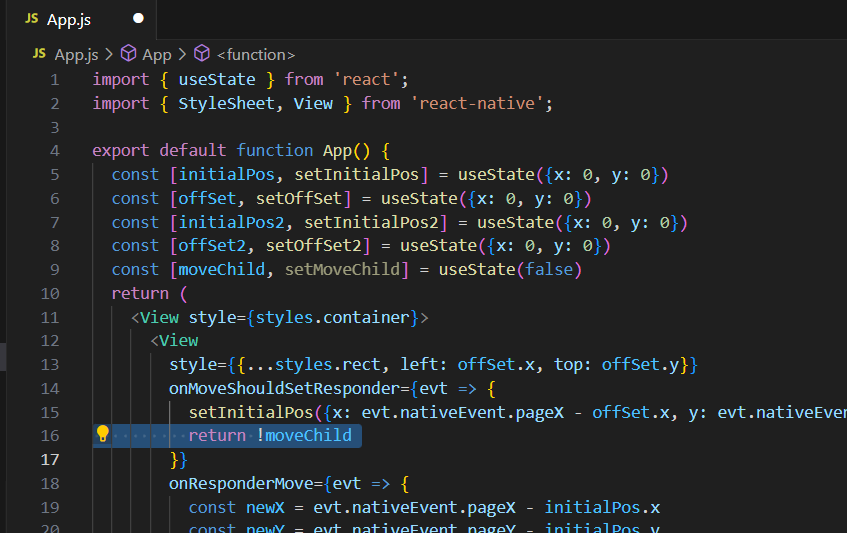 JS App.js
JS App.js > App > <function>
1 import { useState } from 'react';
2 import { StyleSheet, View } from 'react-native';
3
4 export default function App() {
5 const [initialPos, setInitialPos] = useState({x: 0, y: 0})
6 const [offSet, setOffSet] = useState({x: 0, y: 0})
7 const [initialPos2, setInitialPos2] = useState({x: 0, y: 0})
8 const [offSet2, setOffSet2] = useState({x: 0, y: 0})
9 const [moveChild, setMoveChild] = useState(false)
10 return (
11 <View style={styles.container}>
12 <View
13 style={{...styles.rect, left: offSet.x, top: offSet.y}}
14 onMoveShouldSetResponder={evt => {
15 setInitialPos({x: evt.nativeEvent.pageX - offSet.x, y: evt.nativeEven
16 return !moveChild
17 }}
18 onResponderMove={evt => {
19 const newX = evt.nativeEvent.pageX - initialPos.x
20 const newY = evt.nativeEvent.pageY - initialPos.y